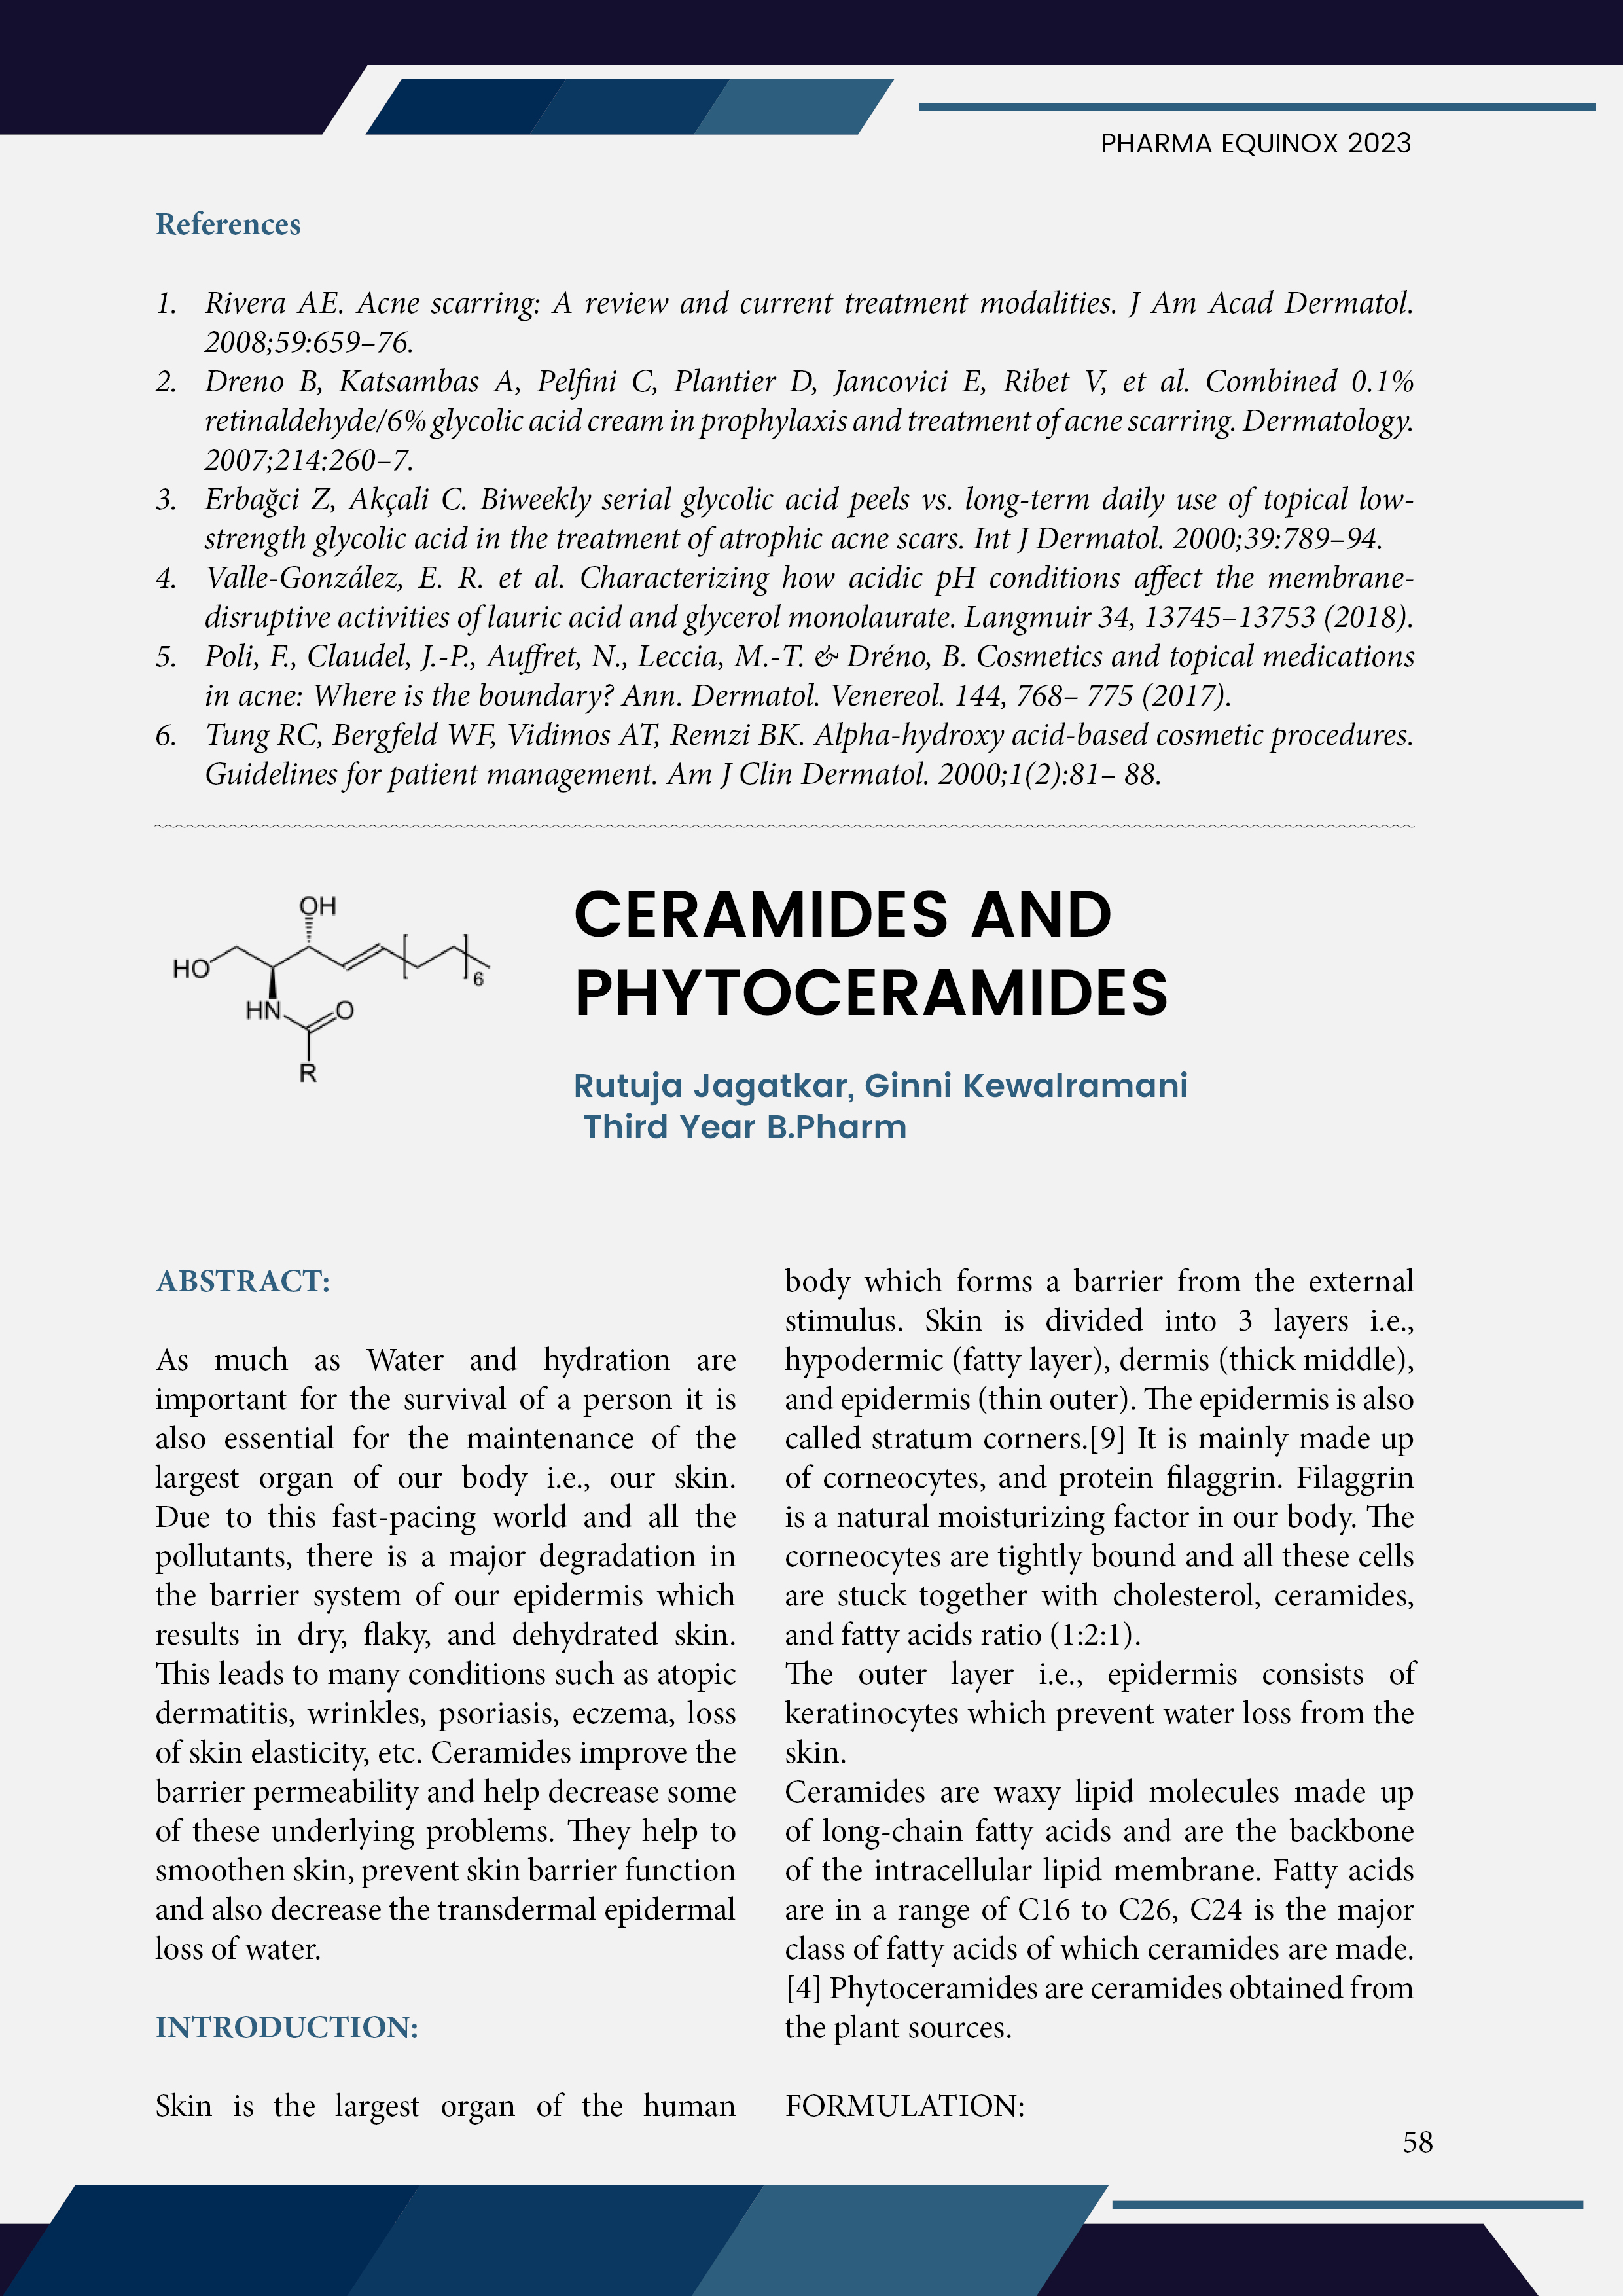 PHARMA EQUINOX 2023
References
1. Rivera AE. Acne scarring: A review and current treatment modalities. J Am Acad Dermatol.
2008;59:659–76.
2. Dreno B, Katsambas A, Pelfini C, Plantier D, Jancovici E, Ribet V, et al. Combined 0.1%
retinaldehyde/6% glycolic acid cream in prophylaxis and treatment of acne scarring. Dermatology.
2007;214:260–7.
3. Erbağci Z, Akçali C. Biweekly serial glycolic acid peels vs. long-term daily use of topical low-
strength glycolic acid in the treatment of atrophic acne scars. Int J Dermatol. 2000;39:789–94.
4. Valle-González, E. R. et al. Characterizing how acidic pH conditions affect the membrane-
disruptive activities of lauric acid and glycerol monolaurate. Langmuir 34, 13745–13753 (2018).
5. Poli, F., Claudel, J.-P., Auffret, N., Leccia, M.-T. & Dréno, B. Cosmetics and topical medications
in acne: Where is the boundary? Ann. Dermatol. Venereol. 144, 768– 775 (2017).
6. Tung RC, Bergfeld WF, Vidimos AT, Remzi BK. Alpha-hydroxy acid-based cosmetic procedures.
Guidelines for patient management. Am J Clin Dermatol. 2000;1(2):81– 88.
OH
HO
6
HN
O
R
CERAMIDES AND
PHYTOCERAMIDES
Rutuja Jagatkar, Ginni Kewalramani
Third Year B.Pharm
ABSTRACT:
As much as Water and hydration are
important for the survival of a person it is
also essential for the maintenance of the
largest organ of our body i.e., our skin.
Due to this fast-pacing world and all the
pollutants, there is a major degradation in
the barrier system of our epidermis which
results in dry, flaky, and dehydrated skin.
This leads to many conditions such as atopic
dermatitis, wrinkles, psoriasis, eczema, loss
of skin elasticity, etc. Ceramides improve the
barrier permeability and help decrease some
of these underlying problems. They help to
smoothen skin, prevent skin barrier function
and also decrease the transdermal epidermal
loss of water.
INTRODUCTION:
Skin is the largest organ of the human
body which forms a barrier from the external
stimulus. Skin is divided into 3 layers i.e.,
hypodermic (fatty layer), dermis (thick middle),
and epidermis (thin outer). The epidermis is also
called stratum corners.[9] It is mainly made up
of corneocytes, and protein filaggrin. Filaggrin
is a natural moisturizing factor in our body. The
corneocytes are tightly bound and all these cells
are stuck together with cholesterol, ceramides,
and fatty acids ratio (1:2:1).
The outer layer i.e., epidermis consists of
keratinocytes which prevent water loss from the
skin.
Ceramides are waxy lipid molecules made up
of long-chain fatty acids and are the backbone
of the intracellular lipid membrane. Fatty acids
are in a range of C16 to C26, C24 is the major
class of fatty acids of which ceramides are made.
[4] Phytoceramides are ceramides obtained from
the plant sources.
FORMULATION:
58